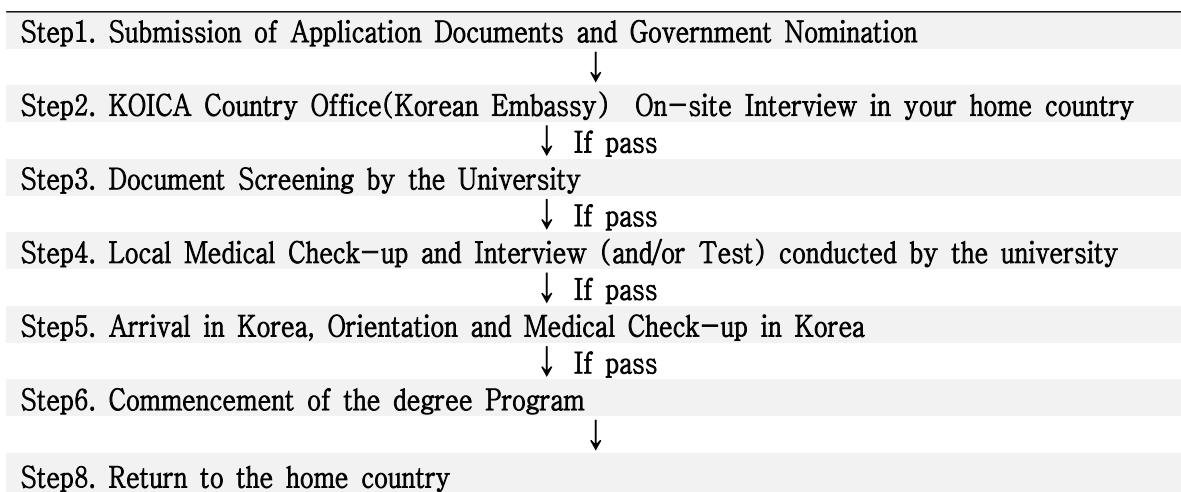 Step1. Submission of Application Documents and Government Nomination
↓
Step2. KOICA Country Office(Korean Embassy) On-site Interview in your home country
↓ If pass
Step3. Document Screening by the University
↓ If pass
Step4. Local Medical Check-up and Interview (and/or Test) conducted by the university
↓ If pass
Step5. Arrival in Korea, Orientation and Medical Check-up in Korea
↓ If pass
Step6. Commencement of the degree Program
↓
Step8. Return to the home country